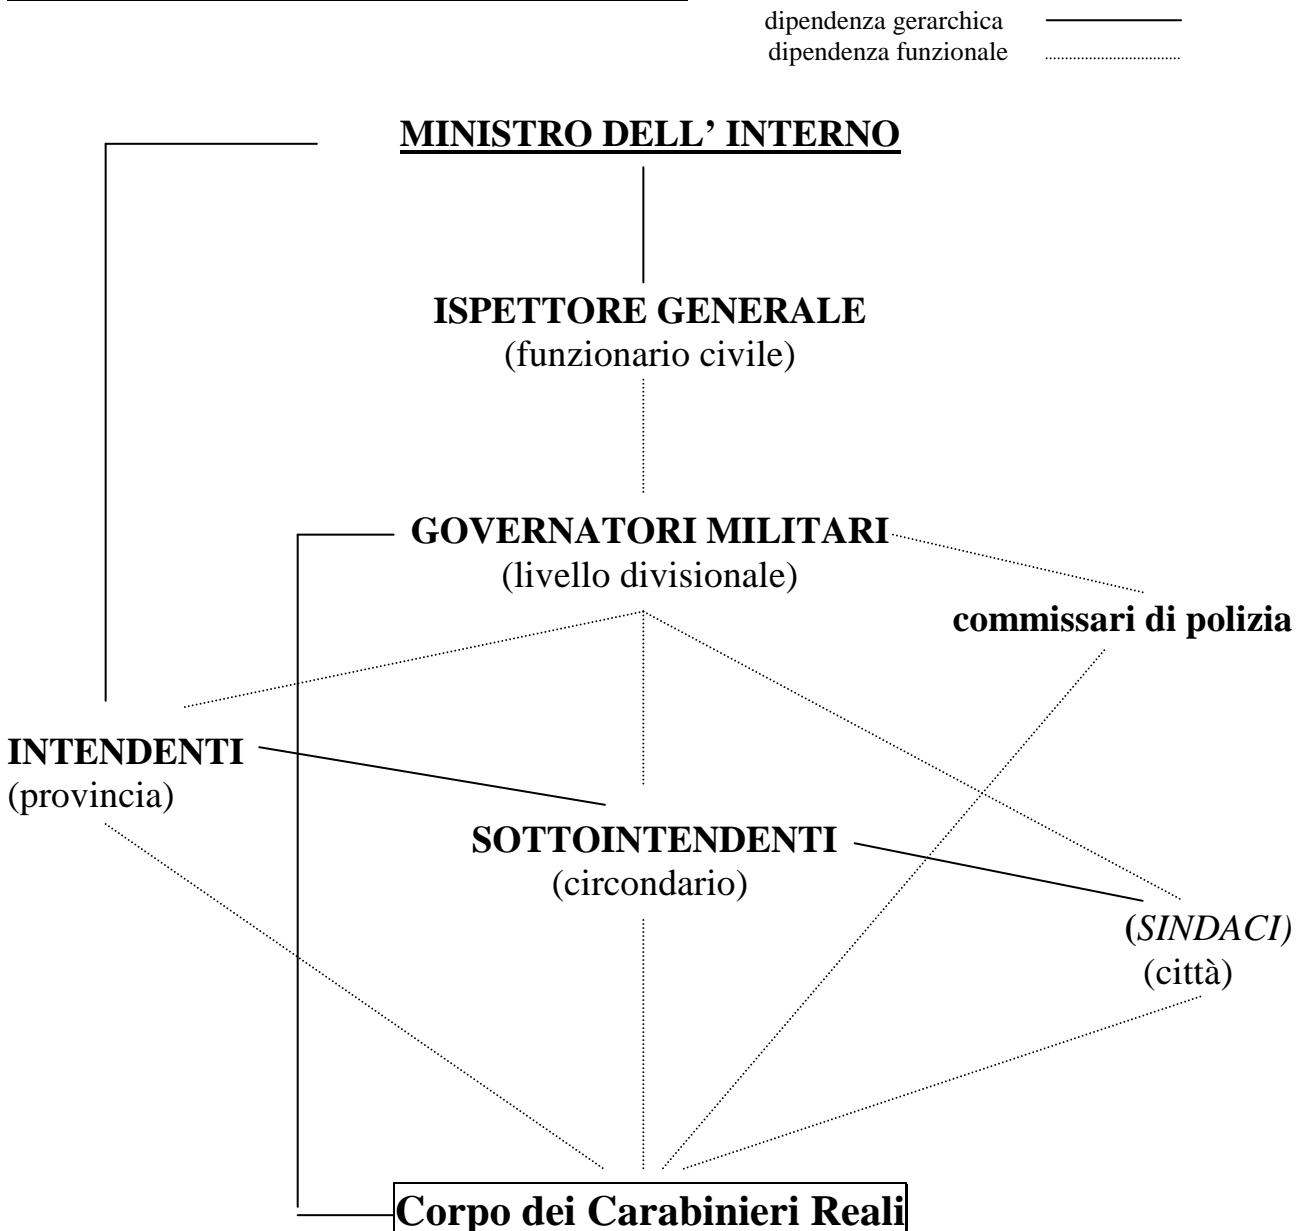 dipendenza gerarchica
dipendenza funzionale
MINISTRO DELL’ INTERNO
ISPETTORE GENERALE
(funzionario civile)
GOVERNATORI MILITARI
(livello divisionale)
commissari di polizia
INTENDENTI
(provincia)
SOTTOINTENDENTI
(circondario)
(SINDACI)
(città)
Corpo dei Carabinieri Reali